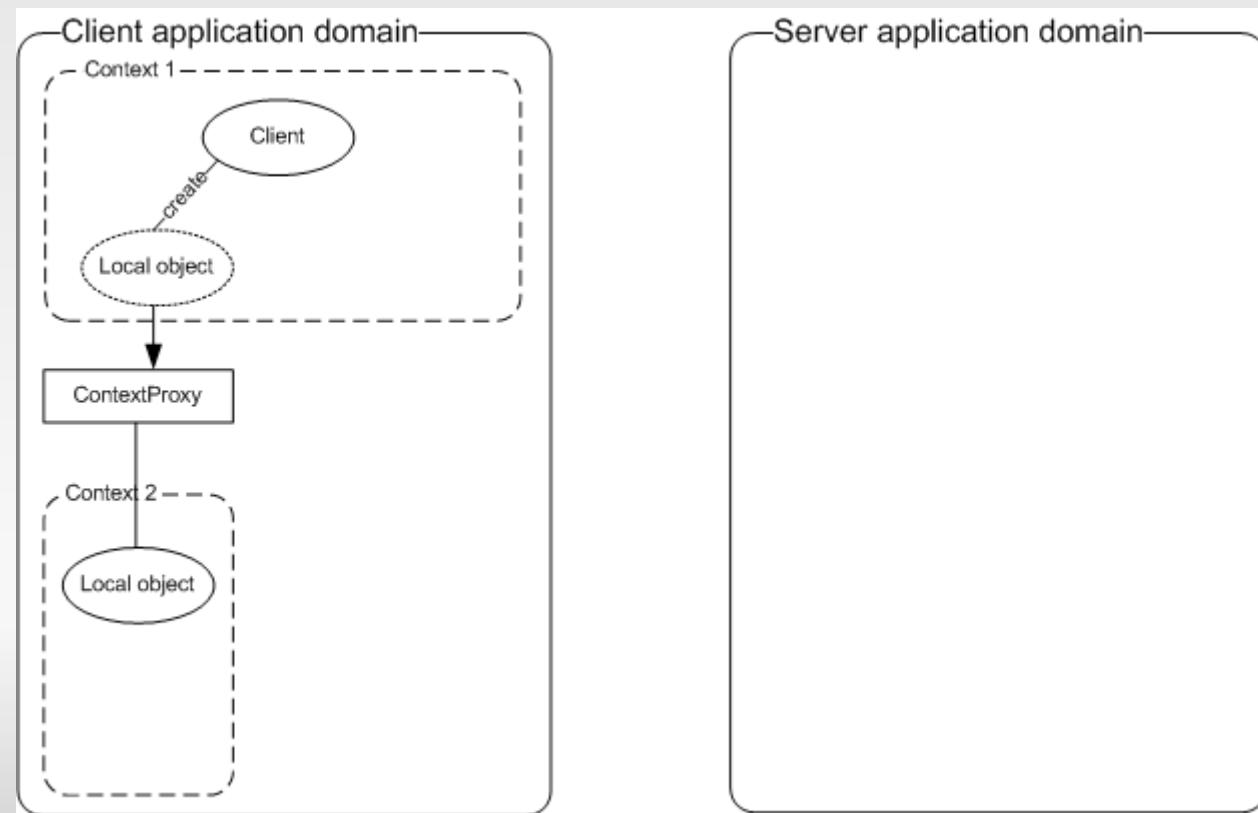 Client application domain
Context 1
Client
create
Local object
ContextProxy
Context 2
Local object
Server application domain